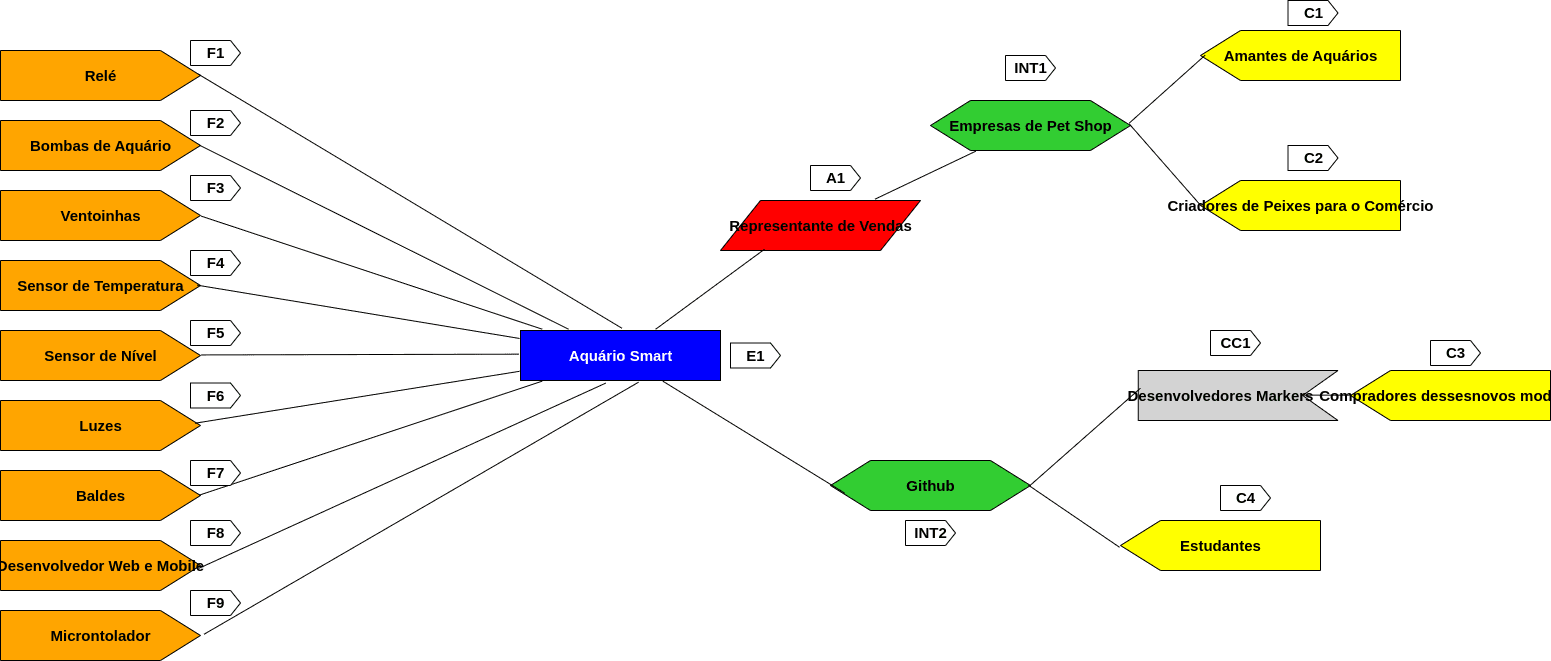 F1
Relé
F2
Bombas de Aquário
F3
Ventoinhas
F4
Sensor de Temperatura
F5
Sensor de Nível
F6
Luzes
F7
Baldes
F8
Desenvolvedor Web e Mobile
F9
Microntolador
Aquário Smart
E1
A1
Representante de Vendas
INT1
Empresas de Pet Shop
C1
Amantes de Aquários
C2
Criadores de Peixes para o Comércio
Github
INT2
CC1
Desenvolvedores Markers
C3
Compradores dessesnovos mod
C4
Estudantes